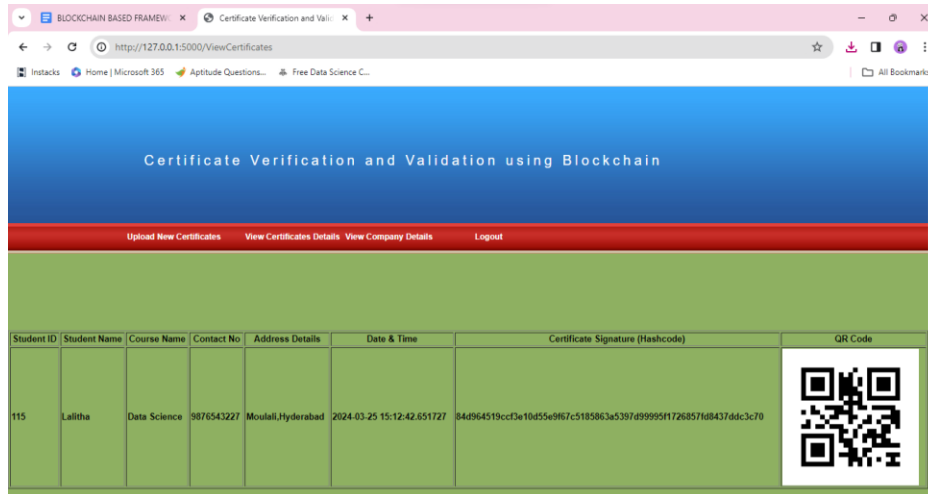 BLOCKCHAIN BASED FRAMEW
Certificate Verification and Valid
http://127.0.0.1:5000/ViewCertificates
Instacks Home | Microsoft 365 Aptitude Questions... Free Data Science C... All Bookmarks
Certificate Verification and Validation using Blockchain
Upload New Certificates View Certificates Details View Company Details Logout
Student ID Student Name Course Name Contact No Address Details Date & Time Certificate Signature (Hashcode) QR Code
115 Lalitha Data Science 9876543227 Moulali,Hyderabad 2024-03-25 15:12:42.651727 84d964519ccf3e10d55e9f67c5185863a5397d99995f1726857fd8437ddc3c70